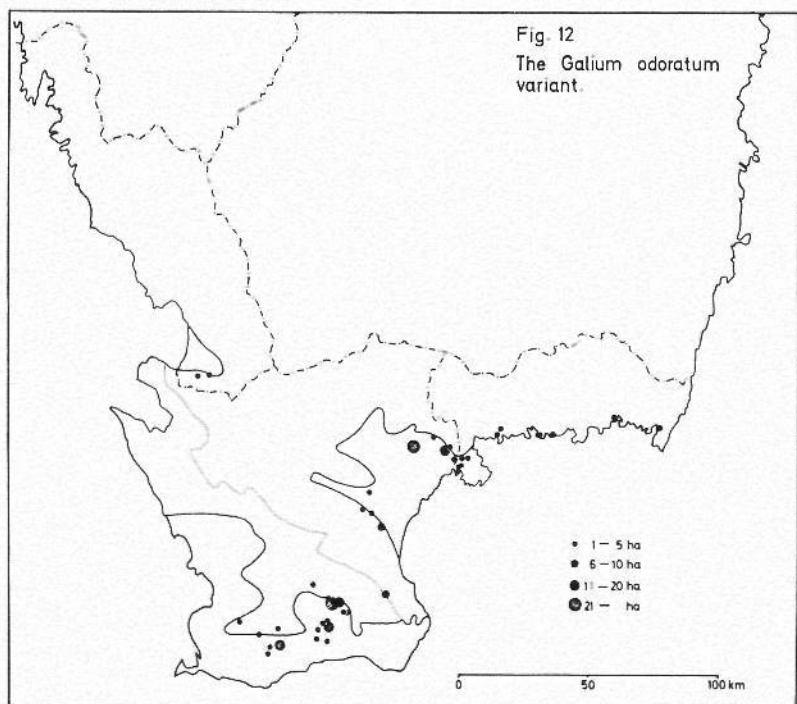 Fig. 12
The Galium odoratum
variant.
1 — 5 ha
6 — 10 ha
11 — 20 ha
21 — ha
0 50 100 km